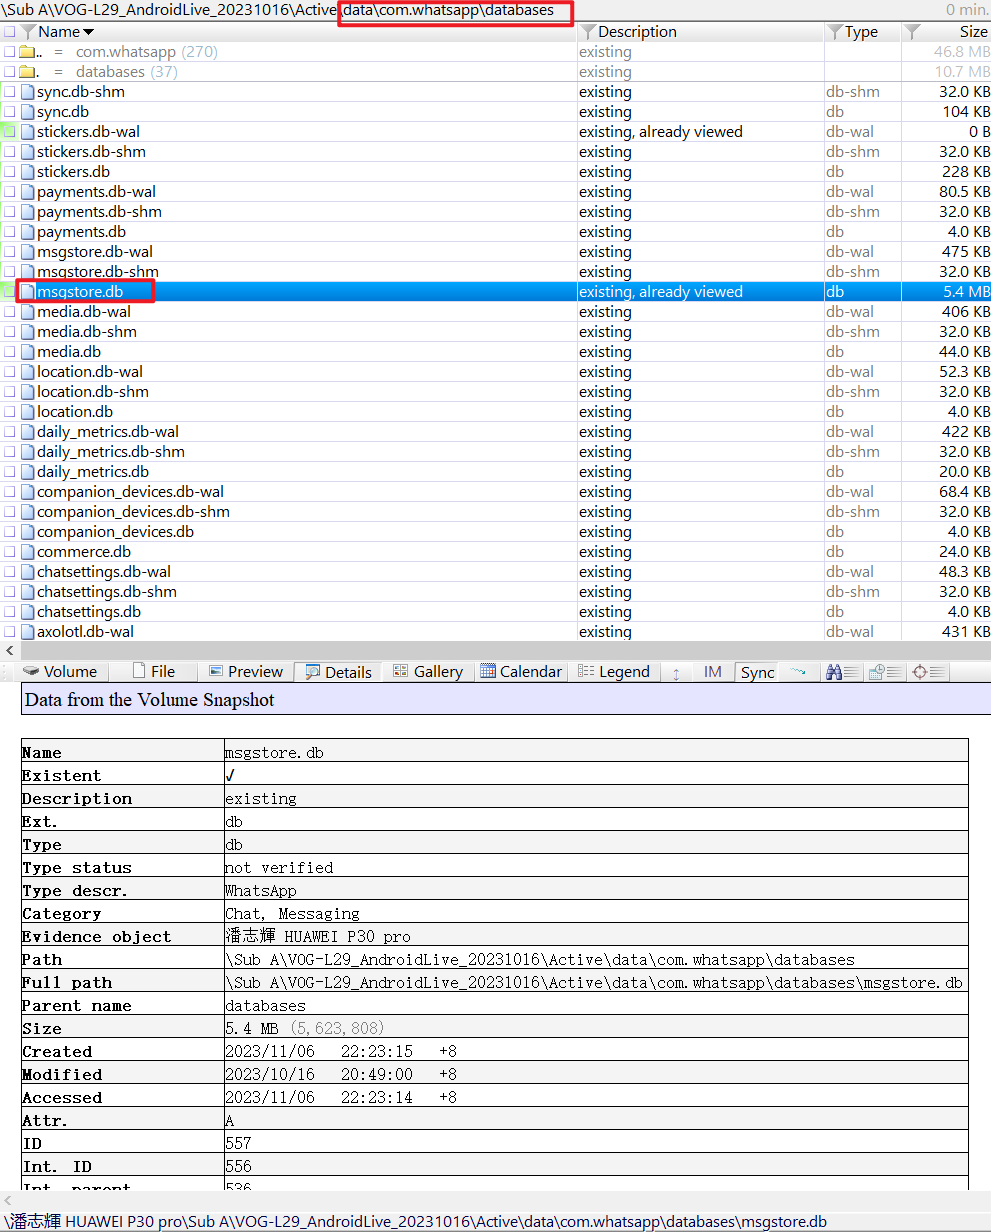 \Sub A\VOG-L29_AndroidLive_20231016\Active\data\com.whatsapp\databases 0 min.
Name Description Type Size
.. = com.whatsapp (270) existing 46.8 MB
. = databases (37) existing 10.7 MB
sync.db-shm existing db-shm 32.0 KB
sync.db existing db 104 KB
stickers.db-wal existing, already viewed db-wal 0 B
stickers.db-shm existing db-shm 32.0 KB
stickers.db existing db 228 KB
payments.db-wal existing db-wal 80.5 KB
payments.db-shm existing db-shm 32.0 KB
payments.db existing db 4.0 KB
msgstore.db-wal existing db-wal 475 KB
msgstore.db-shm existing db-shm 32.0 KB
msgstore.db existing, already viewed db 5.4 MB
media.db-wal existing db-wal 406 KB
media.db-shm existing db-shm 32.0 KB
media.db existing db 44.0 KB
location.db-wal existing db-wal 52.3 KB
location.db-shm existing db-shm 32.0 KB
location.db existing db 4.0 KB
daily_metrics.db-wal existing db-wal 422 KB
daily_metrics.db-shm existing db-shm 32.0 KB
daily_metrics.db existing db 20.0 KB
companion_devices.db-wal existing db-wal 68.4 KB
companion_devices.db-shm existing db-shm 32.0 KB
companion_devices.db existing db 4.0 KB
commerce.db existing db 24.0 KB
chatsettings.db-wal existing db-wal 48.3 KB
chatsettings.db-shm existing db-shm 32.0 KB
chatsettings.db existing db 4.0 KB
axolotl.db-wal existing db-wal 431 KB
Volume File Preview Details Gallery Calendar Legend IM Sync
Data from the Volume Snapshot
Name msgstore.db
Existent √
Description existing
Ext. db
Type db
Type status not verified
Type descr. WhatsApp
Category Chat, Messaging
Evidence object 潘志輝 HUAWEI P30 pro
Path \Sub A\VOG-L29_AndroidLive_20231016\Active\data\com.whatsapp\databases
Full path \Sub A\VOG-L29_AndroidLive_20231016\Active\data\com.whatsapp\databases\msgstore.db
Parent name databases
Size 5.4 MB (5,623,808)
Created 2023/11/06 22:23:15 +8
Modified 2023/10/16 20:49:00 +8
Accessed 2023/11/06 22:23:14 +8
Attr. A
ID 557
Int. ID 556
Int. parent 536
\潘志輝 HUAWEI P30 pro\Sub A\VOG-L29_AndroidLive_20231016\Active\data\com.whatsapp\databases\msgstore.db